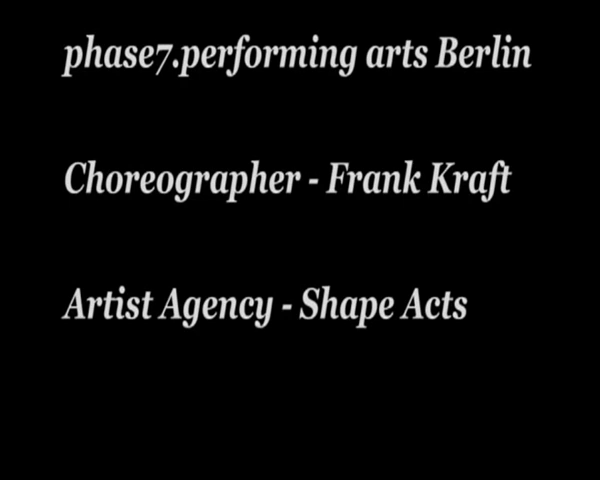 phase7.performing arts Berlin
Choreographer - Frank Kraft
Artist Agency - Shape Acts